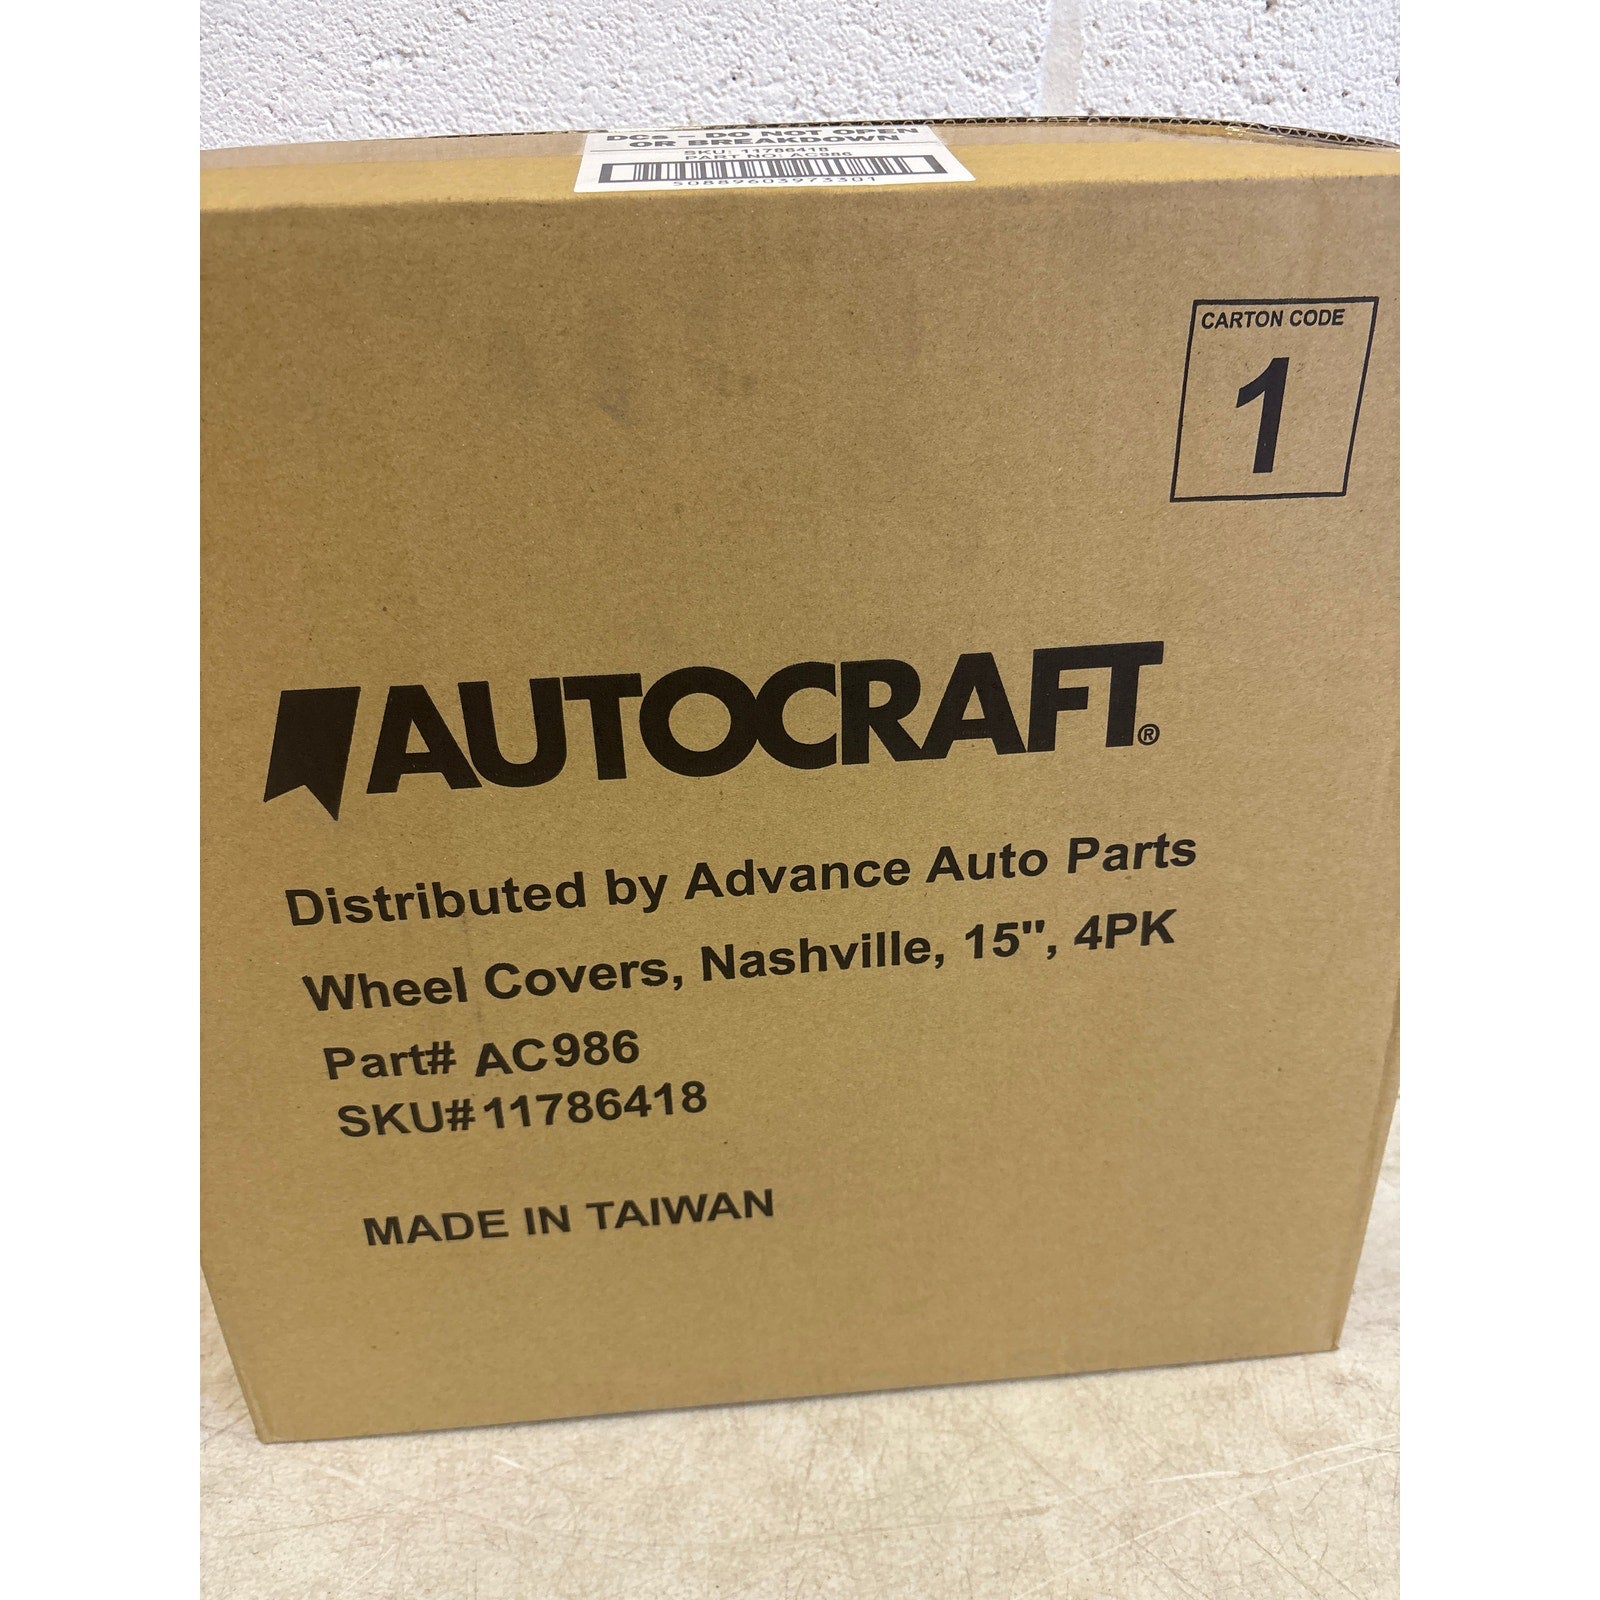 DCs - DO NOT OPEN
OR BREAKDOWN
SKU: 11786418
PART NO: AC986
50889603973301
CARTON CODE
1
AUTOCRAFT®
Distributed by Advance Auto Parts
Wheel Covers, Nashville, 15", 4PK
Part# AC986
SKU#11786418
MADE IN TAIWAN